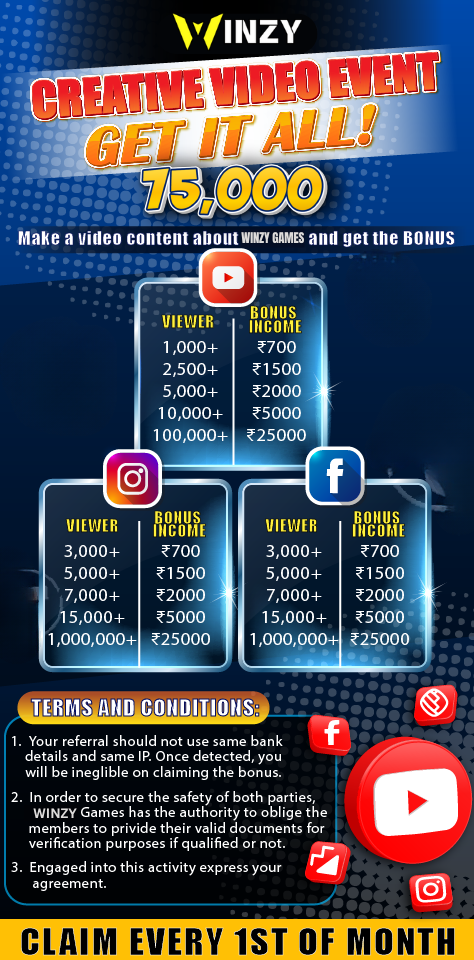 WINZY
CREATIVE VIDEO EVENT
GET IT ALL!
75,000
Make a video content about WINZY GAMES and get the BONUS
VIEWER BONUS INCOME
1,000+ ₹700
2,500+ ₹1500
5,000+ ₹2000
10,000+ ₹5000
100,000+ ₹25000
VIEWER BONUS INCOME
3,000+ ₹700
5,000+ ₹1500
7,000+ ₹2000
15,000+ ₹5000
1,000,000+ ₹25000
VIEWER BONUS INCOME
3,000+ ₹700
5,000+ ₹1500
7,000+ ₹2000
15,000+ ₹5000
1,000,000+ ₹25000
TERMS AND CONDITIONS:
1. Your referral should not use same bank
details and same IP. Once detected, you
will be ineglible on claiming the bonus.
2. In order to secure the safety of both parties,
WINZY Games has the authority to oblige the
members to privide their valid documents for
verification purposes if qualified or not.
3. Engaged into this activity express your
agreement.
CLAIM EVERY 1ST OF MONTH